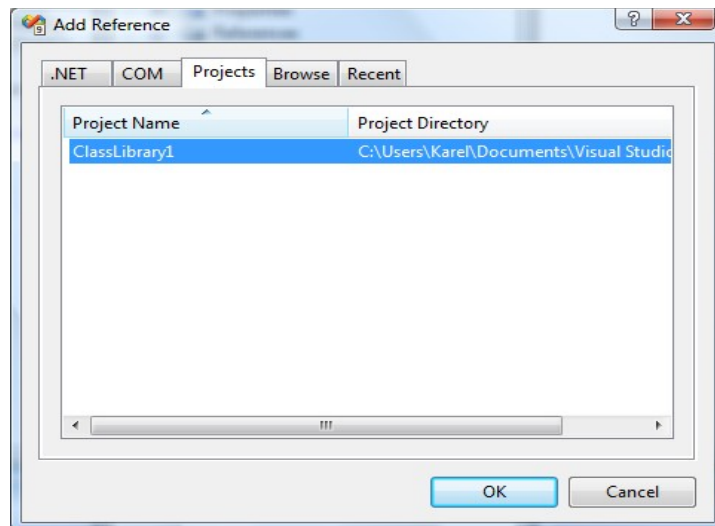 Add Reference
.NET COM Projects Browse Recent
Project Name Project Directory
ClassLibrary1 C:\Users\Karel\Documents\Visual Studio
OK Cancel